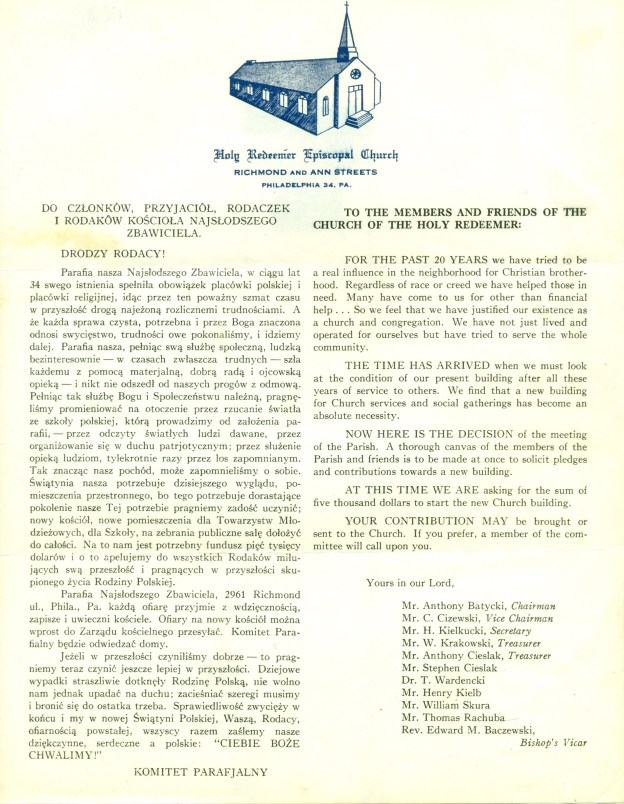 Holy Redeemer Episcopal Church
RICHMOND AND ANN STREETS
PHILADELPHIA 34, PA.
DO CZŁONKÓW, PRZYJACIÓŁ, RODACZEK
I RODAKÓW KOŚCIOŁA NAJSŁODSZEGO
ZBAWICIELA.
DRODZY RODACY!
Parafia nasza Najsłodszego Zbawiciela, w ciągu lat
34 swego istnienia spełniła obowiązek placówki polskiej i
placówki religijnej, idąc przez ten poważny szmat czasu
w przyszłość drogą najeżoną rozlicznemi trudnościami. A
że każda sprawa czysta, potrzebna i przez Boga znaczona
odnosi swycięstwo, trudności owe pokonaliśmy, i idziemy
dalej. Parafia nasza, pełniąc swą służbę społeczną, ludzką
bezinteresownie — w czasach zwłaszcza trudnych — szła
każdemu z pomocą materjalną, dobrą radą i ojcowską
opieką — i nikt nie odszedł od naszych progów z odmową.
Pełniąc tak służbę Bogu i Społeczeństwu należną, pragnę-
liśmy promieniować na otoczenie przez rzucanie światła
ze szkoły polskiej, którą prowadzimy od założenia pa-
rafii, — przez odczyty światłych ludzi dawane, przez
organizowanie się w duchu patrjotycznym; przez służenie
opieką ludziom, tylekrotnie razy przez los zapomnianym.
Tak znacząc nasz pochód, może zapomnieliśmy o sobie.
Świątynia nasza potrzebuje dzisiejszego wyglądu, po-
mieszczenia przestronnego, bo tego potrzebuje dorastające
pokolenie nasze Tej potrzebie pragniemy zadość uczynić;
nowy kościół, nowe pomieszczenia dla Towarzystw Mło-
dzieżowych, dla Szkoły, na zebrania publiczne salę dołożyć
do całości. Na to nam jest potrzebny fundusz pięć tysięcy
dolarów i o to apelujemy do wszystkich Rodaków miłu-
jących swą przeszłość i pragnących w przyszłości sku-
pionego życia Rodziny Polskiej.
Parafia Najsłodszego Zbawiciela, 2961 Richmond
ul., Phila., Pa. każdą ofiarę przyjmie z wdzięcznością,
zapisze i uwieczni kościele. Ofiary na nowy kościół można
wprost do Zarządu kościelnego przesyłać. Komitet Para-
fialny będzie odwiedzać domy.
Jeżeli w przeszłości czyniliśmy dobrze — to prag-
niemy teraz czynić jeszcze lepiej w przyszłości. Dziejowe
wypadki straszliwie dotknęły Rodzinę Polską, nie wolno
nam jednak upadać na duchu; zacieśniać szeregi musimy
i bronić się do ostatka trzeba. Sprawiedliwość zwycięży w
końcu i my w nowej Świątyni Polskiej, Waszą, Rodacy,
ofiarnością powstałej, wszyscy razem zaślemy nasze
dziękczynne, serdeczne a polskie: "CIEBIE BOŻE
CHWALIMY!"
KOMITET PARAFJALNY
TO THE MEMBERS AND FRIENDS OF THE
CHURCH OF THE HOLY REDEEMER:
FOR THE PAST 20 YEARS we have tried to be
a real influence in the neighborhood for Christian brother-
hood. Regardless of race or creed we have helped those in
need. Many have come to us for other than financial
help . . . So we feel that we have justified our existence as
a church and congregation. We have not just lived and
operated for ourselves but have tried to serve the whole
community.
THE TIME HAS ARRIVED when we must look
at the condition of our present building after all these
years of service to others. We find that a new building
for Church services and social gatherings has become an
absolute necessity.
NOW HERE IS THE DECISION of the meeting
of the Parish. A thorough canvas of the members of the
Parish and friends is to be made at once to solicit pledges
and contributions towards a new building.
AT THIS TIME WE ARE asking for the sum of
five thousand dollars to start the new Church building.
YOUR CONTRIBUTION MAY be brought or
sent to the Church. If you prefer, a member of the com-
mittee will call upon you.
Yours in our Lord,
Mr. Anthony Batycki, Chairman
Mr. C. Cizewski, Vice Chairman
Mr. H. Kielkucki, Secretary
Mr. W. Krakowski, Treasurer
Mr. Anthony Cieslak, Treasurer
Mr. Stephen Cieslak
Dr. T. Wardencki
Mr. Henry Kielb
Mr. William Skura
Mr. Thomas Rachuba
Rev. Edward M. Baczewski,
Bishop's Vicar